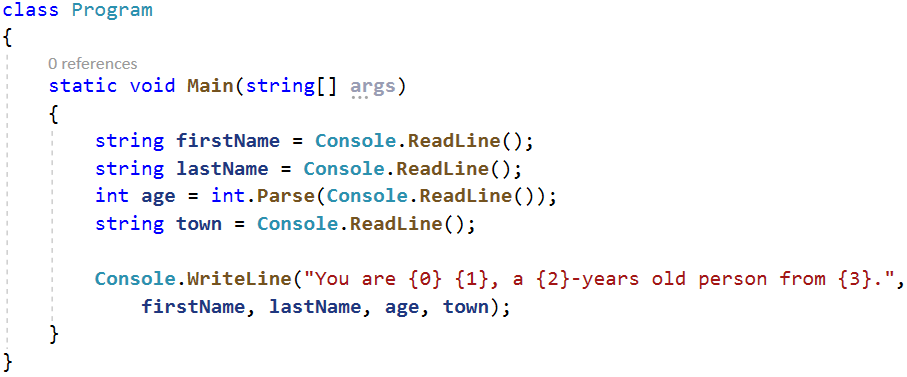 class Program
{
0 references
static void Main(string[] args)
{
string firstName = Console.ReadLine();
string lastName = Console.ReadLine();
int age = int.Parse(Console.ReadLine());
string town = Console.ReadLine();
Console.WriteLine("You are {0} {1}, a {2}-years old person from {3}.",
firstName, lastName, age, town);
}
}